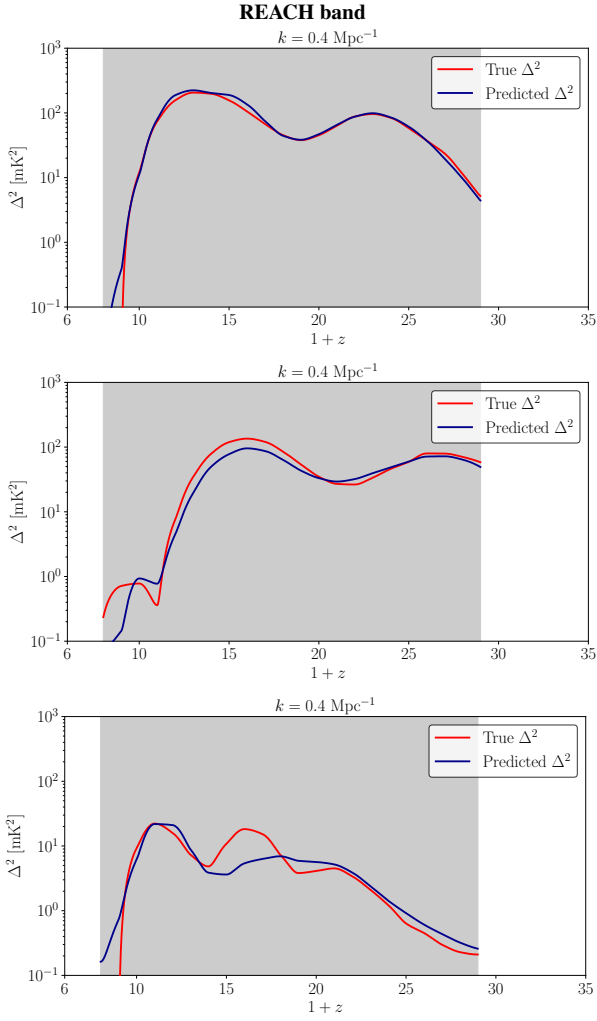 REACH band
k = 0.4 Mpc⁻¹
True Δ²
Predicted Δ²
Δ² [mK²]
10³
10²
10¹
10⁰
10⁻¹
6 10 15 20 25 30 35
1 + z
k = 0.4 Mpc⁻¹
True Δ²
Predicted Δ²
Δ² [mK²]
10³
10²
10¹
10⁰
10⁻¹
6 10 15 20 25 30 35
1 + z
k = 0.4 Mpc⁻¹
True Δ²
Predicted Δ²
Δ² [mK²]
10³
10²
10¹
10⁰
10⁻¹
6 10 15 20 25 30 35
1 + z